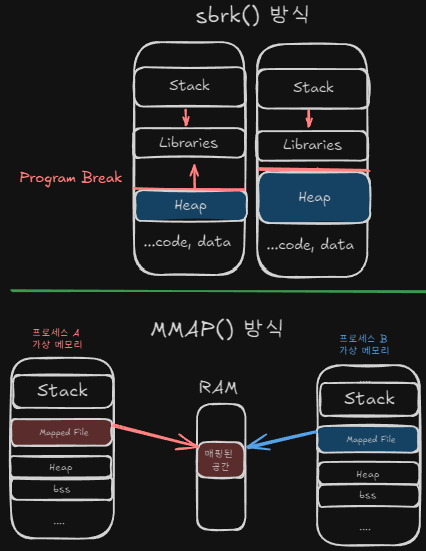 sbrk() 방식
Stack
Stack
Libraries
Libraries
Program Break
Heap
Heap
...code, data
...code, data
MMAP() 방식
프로세스 A
가상 메모리
프로세스 B
가상 메모리
RAM
Stack
.....
Stack
Mapped File
매핑된
공간
Mapped File
Heap
Heap
bss
bss
....
....